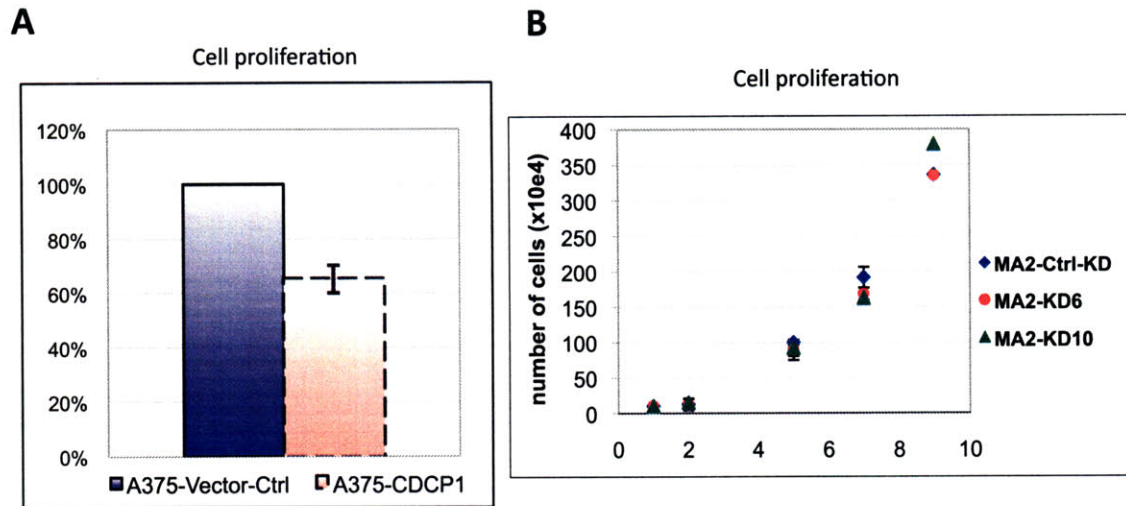 A
Cell proliferation
120%
100%
80%
60%
40%
20%
0%
A375-Vector-Ctrl A375-CDCP1
B
Cell proliferation
number of cells (x10e4)
400
350
300
250
200
150
100
50
0
0 2 4 6 8 10
MA2-Ctrl-KD
MA2-KD6
MA2-KD10